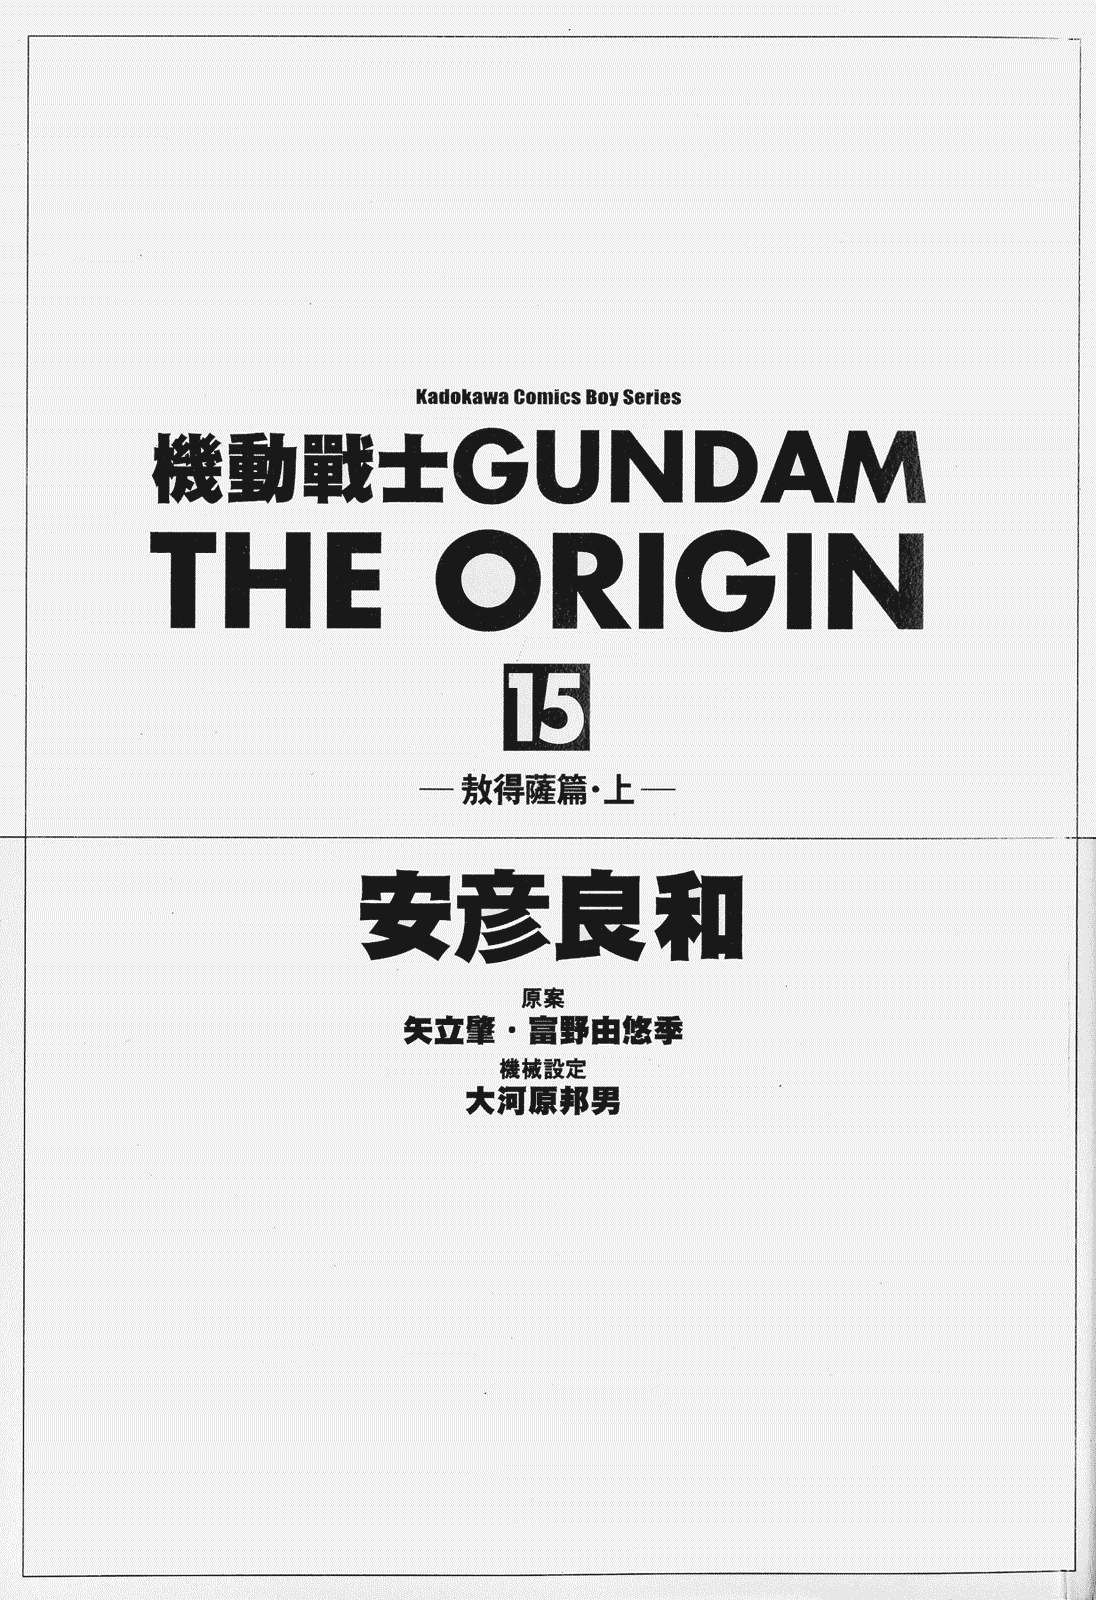 Kadokawa Comics Boy Series
機動戰士GUNDAM
THE ORIGIN
15
敖得薩篇・上
安彦良和
原案
矢立肇・富野由悠季
機械設定
大河原邦男